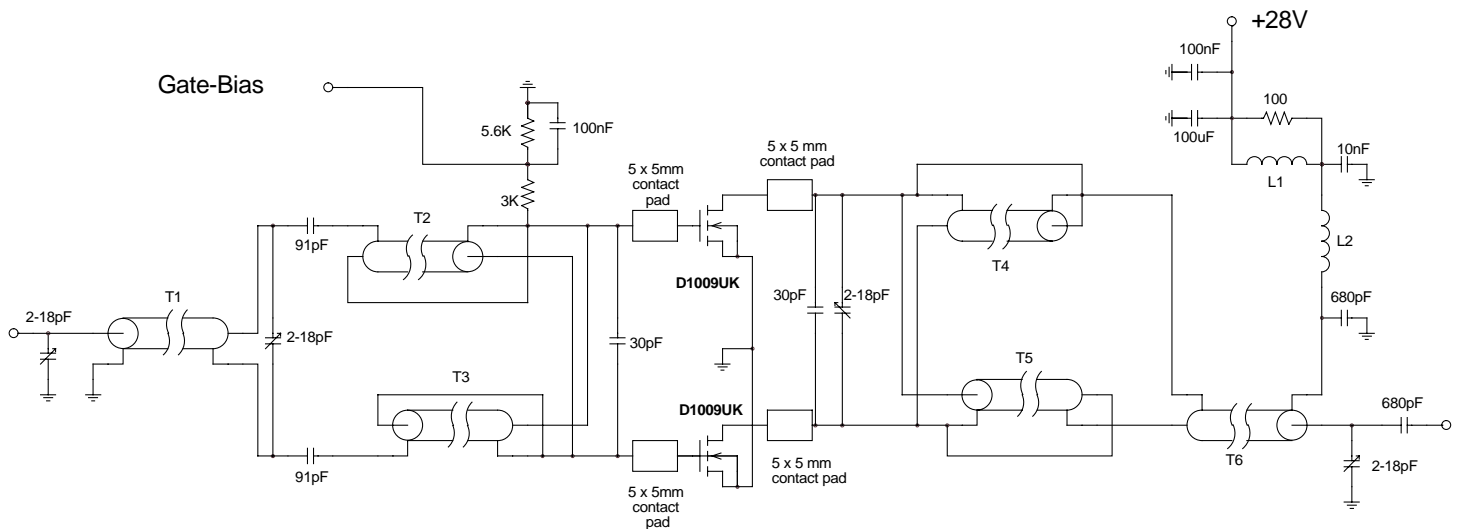 +28V
100nF
Gate-Bias
100
5.6K
100nF
100uF
5 x 5 mm
contact pad
10nF
5 x 5mm
contact
pad
L1
3K
T2
91pF
L2
D1009UK
T4
T1
2-18pF
2-18pF
30pF
30pF
2-18pF
680pF
T3
T5
D1009UK
680pF
91pF
5 x 5mm
contact
pad
5 x 5 mm
contact pad
T6
2-18pF